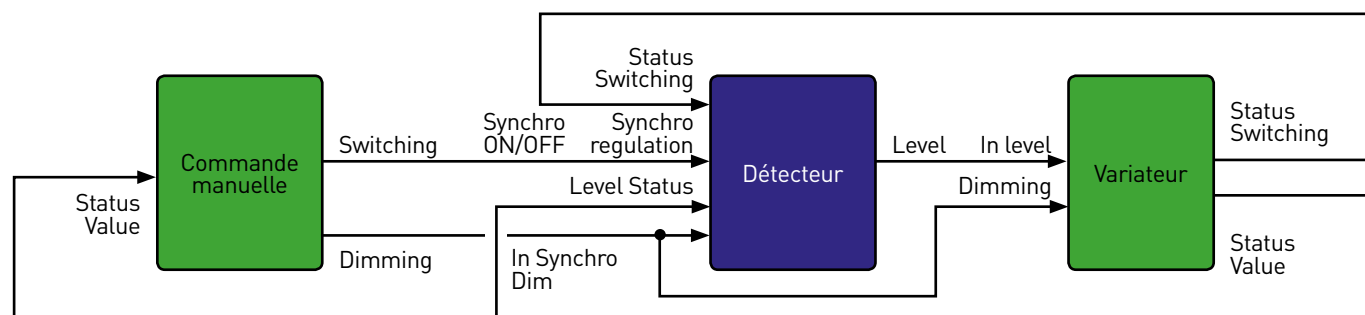 Status
Switching
Commande
manuelle
Status
Value
Switching
Synchro
ON/OFF
Synchro
regulation
Level Status
Dimming
In Synchro
Dim
Détecteur
Level
In level
Dimming
Variateur
Status
Switching
Status
Value